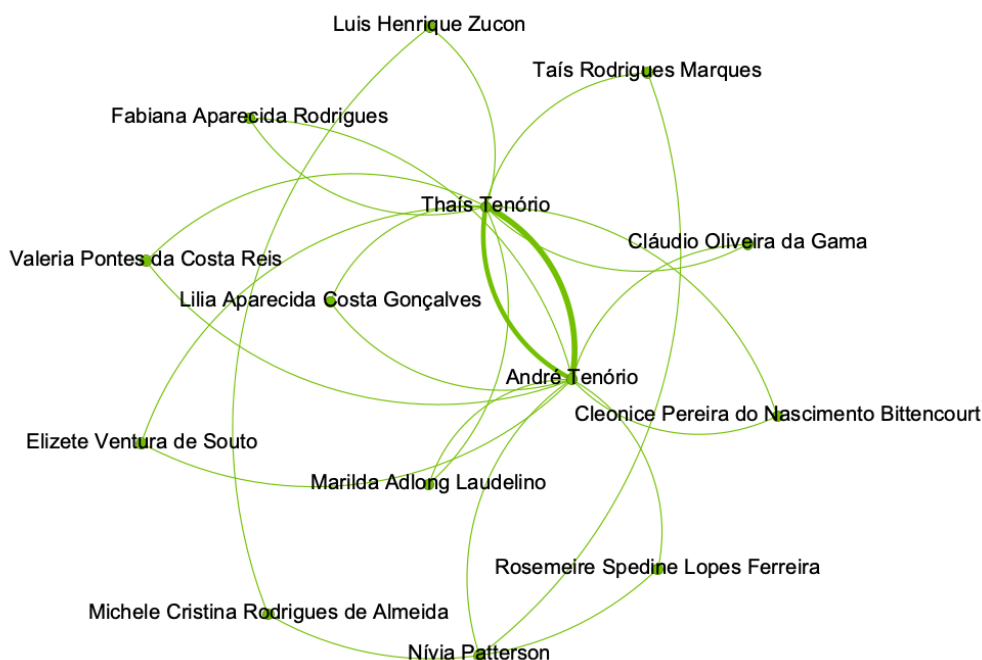 Luis Henrique Zucon
Taís Rodrigues Marques
Fabiana Aparecida Rodrigues
Thaís Tenório
Cláudio Oliveira da Gama
Valeria Pontes da Costa Reis
Lilia Aparecida Costa Gonçalves
André Tenório
Cleonice Pereira do Nascimento Bittencourt
Elizete Ventura de Souto
Marilda Adlong Laudelino
Rosemeire Spedine Lopes Ferreira
Michele Cristina Rodrigues de Almeida
Nívia Patterson